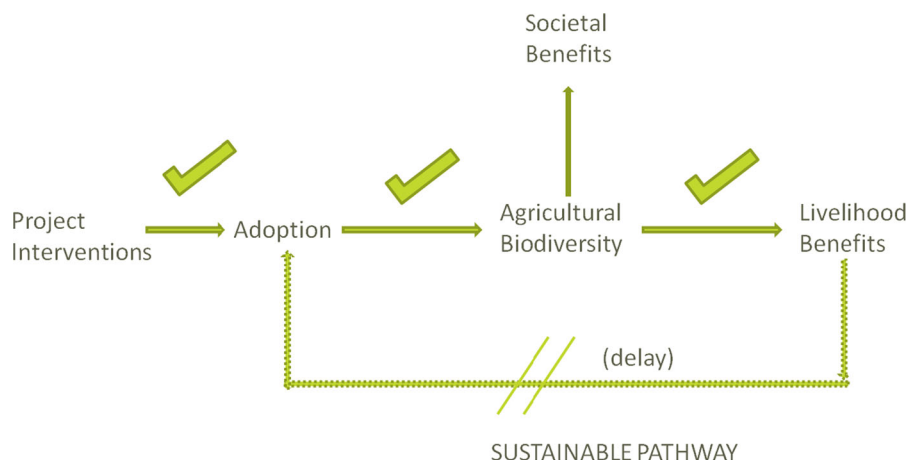 Societal
Benefits
Project
Interventions
Adoption
Agricultural
Biodiversity
Livelihood
Benefits
(delay)
SUSTAINABLE PATHWAY